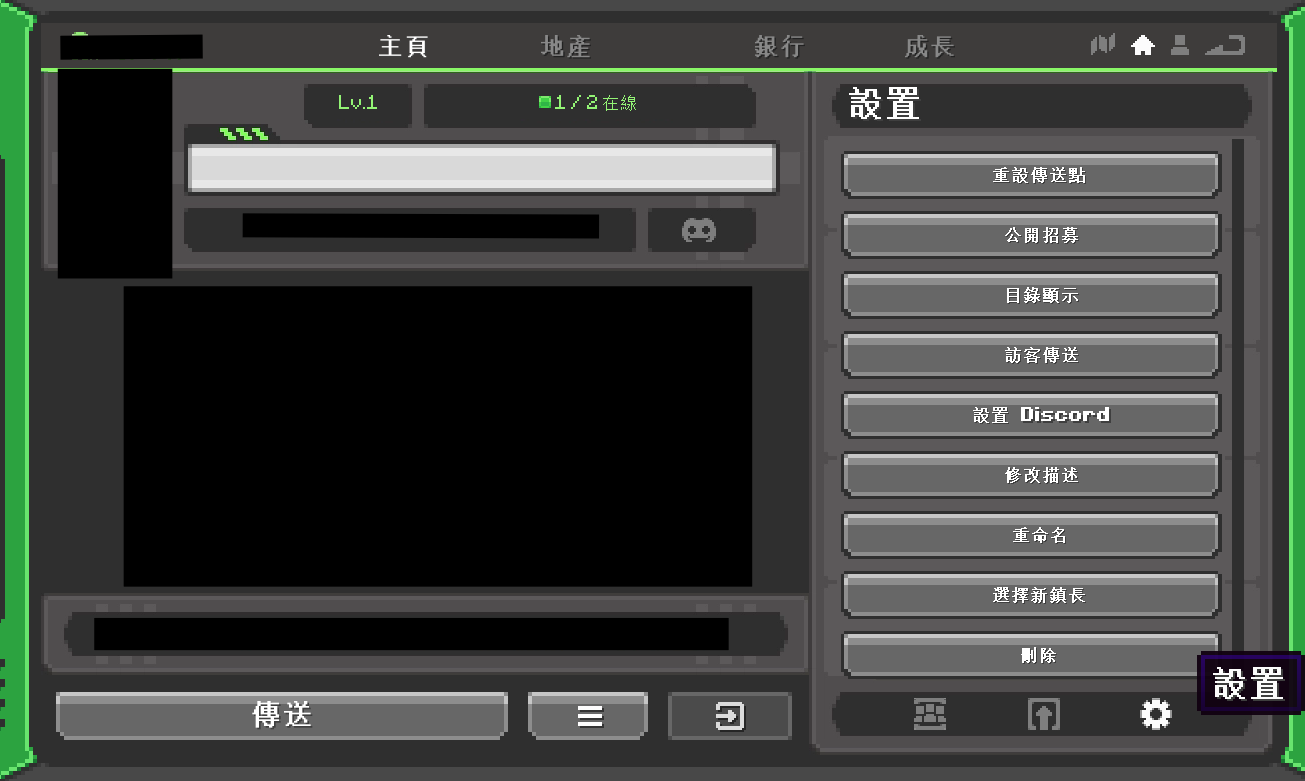 主頁 地產 銀行 成長
Lv.1
1/2在線
設置
重設傳送點
公開招募
目錄顯示
訪客傳送
設置 Discord
修改描述
重命名
選擇新鎮長
刪除
傳送
設置